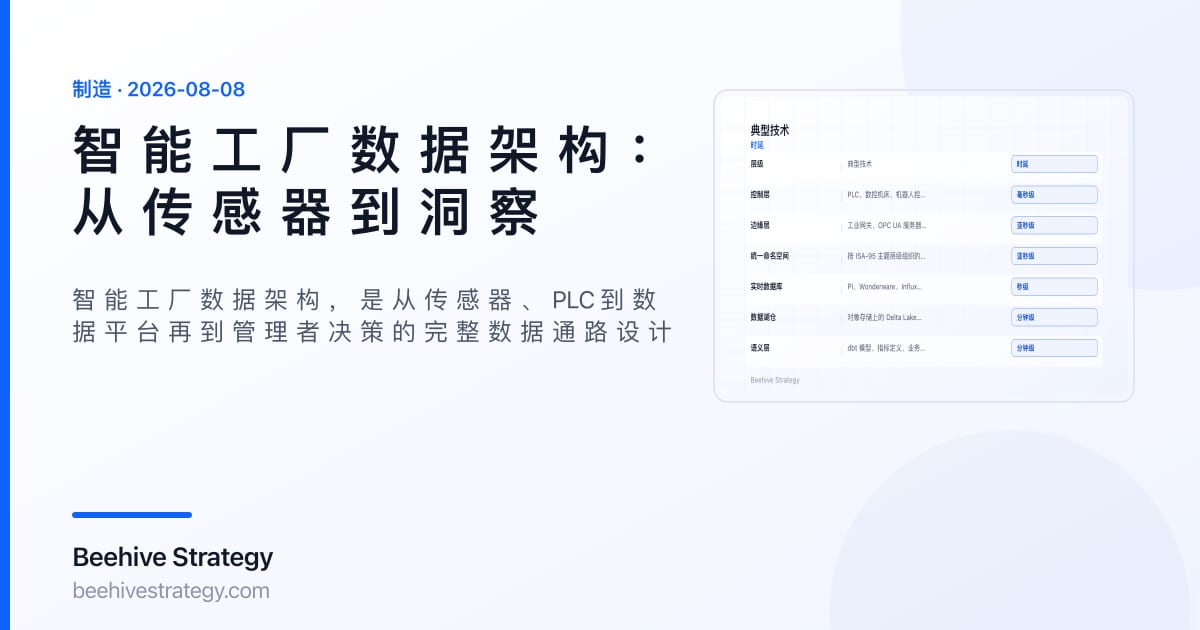 制造 · 2026-08-08
智能工厂数据架构：
从传感器到洞察
智能工厂数据架构，是从传感器、PLC到数
据平台再到管理者决策的完整数据通路设计
Beehive Strategy
beehivestrategy.com
典型技术
时延
层级 典型技术 时延
控制层 PLC、数控机床、机器人控... 毫秒级
边缘层 工业网关、OPC UA 服务器... 亚秒级
统一命名空间 按 ISA-95 主题层级组织的... 亚秒级
实时数据库 PI、Wonderware、Influx... 秒级
数据湖仓 对象存储上的 Delta Lake... 分钟级
语义层 dbt 模型、指标定义、业务... 分钟级
Beehive Strategy